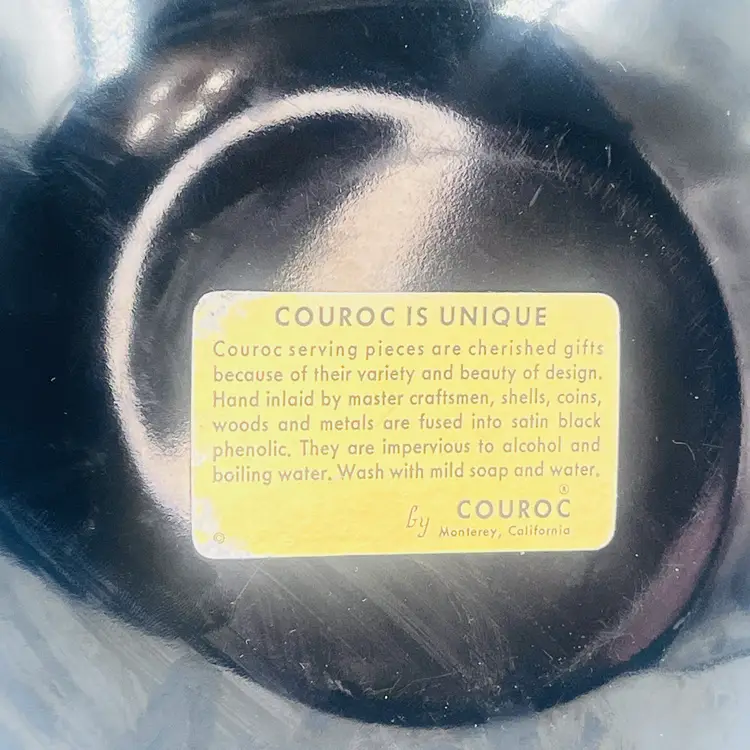 COUROC IS UNIQUE
Couroc serving pieces are cherished gifts
because of their variety and beauty of design.
Hand inlaid by master craftsmen, shells, coins,
woods and metals are fused into satin black
phenolic. They are impervious to alcohol and
boiling water. Wash with mild soap and water.
®
by COUROC
Monterey, California
©